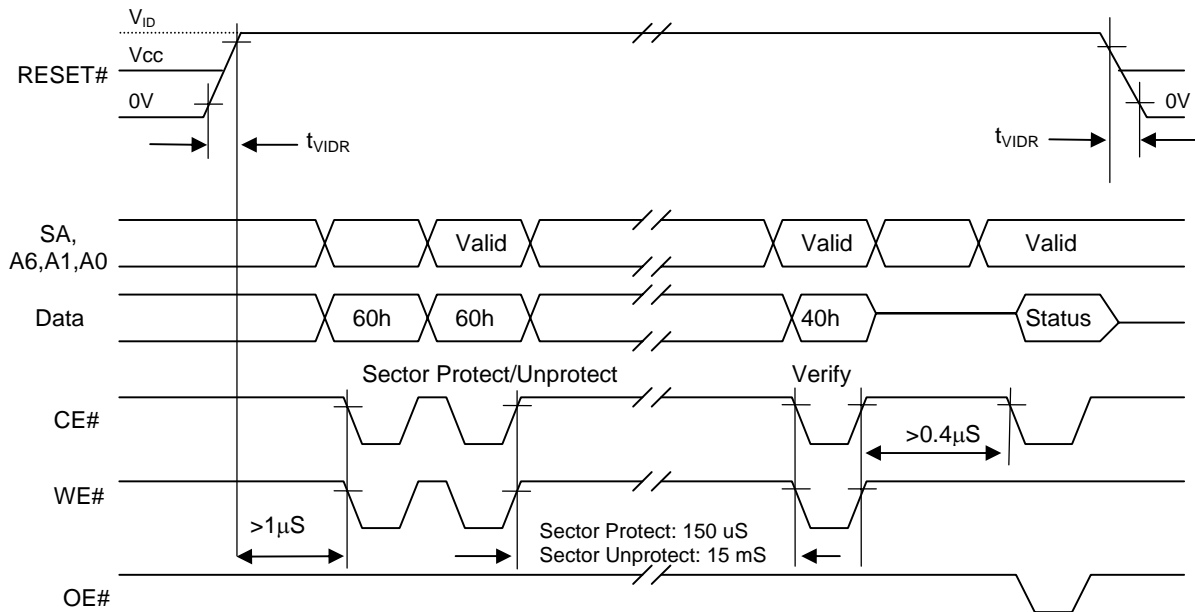 VID
Vcc
RESET#
0V
0V
tVIDR
tVIDR
SA,
A6,A1,A0
Valid
Valid
Valid
Data
60h
60h
40h
Status
Sector Protect/Unprotect
Verify
CE#
>0.4μS
WE#
>1μS
Sector Protect: 150 uS
Sector Unprotect: 15 mS
OE#